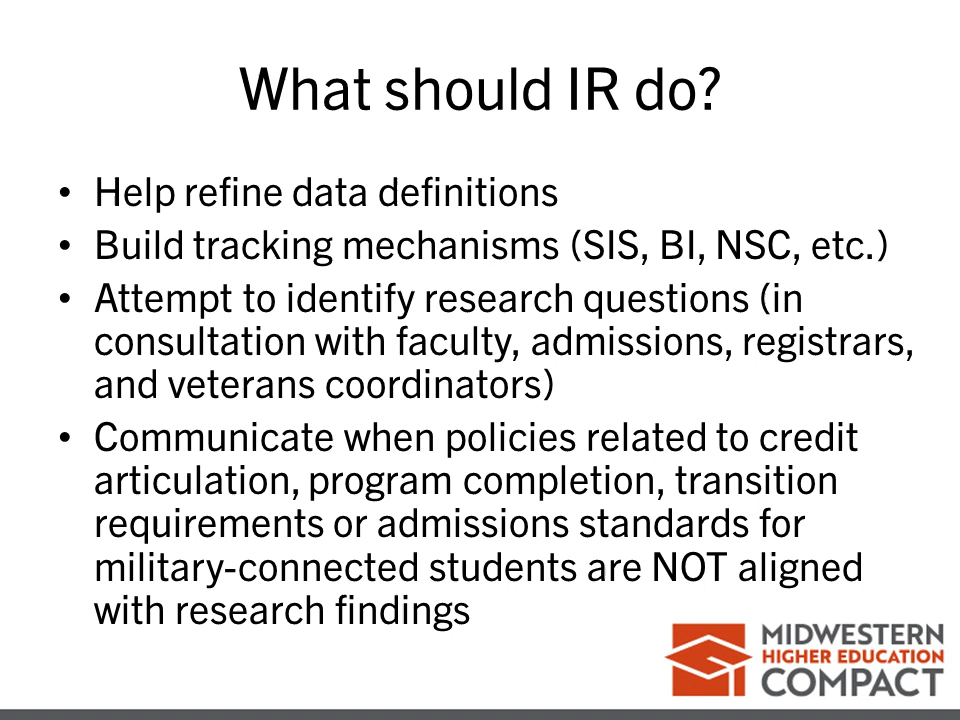 What should IR do?
• Help refine data definitions
• Build tracking mechanisms (SIS, BI, NSC, etc.)
• Attempt to identify research questions (in
consultation with faculty, admissions, registrars,
and veterans coordinators)
• Communicate when policies related to credit
articulation, program completion, transition
requirements or admissions standards for
military-connected students are NOT aligned
with research findings
MIDWESTERN
HIGHER EDUCATION
COMPACT